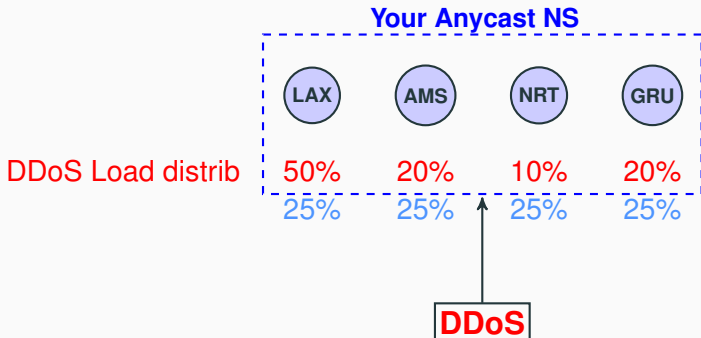 Your Anycast NS
LAX AMS NRT GRU
DDoS Load distrib 50% 20% 10% 20%
25% 25% 25% 25%
DDoS